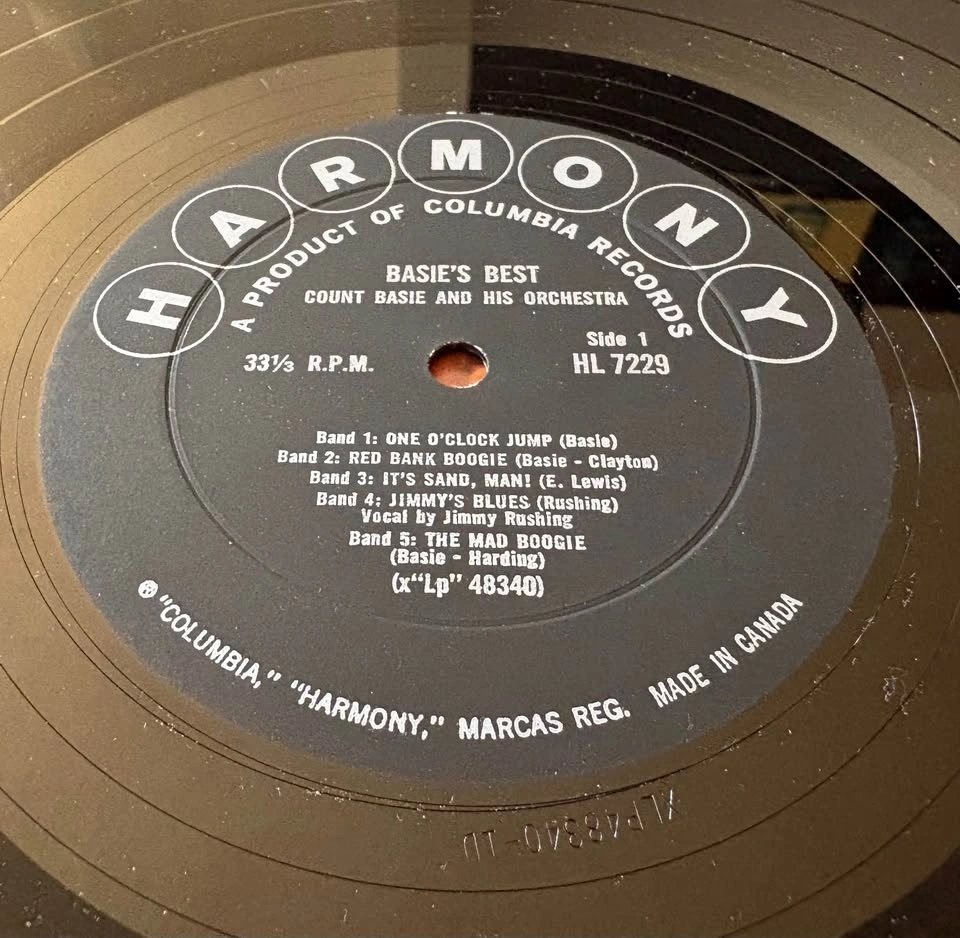 HARMONY
A PRODUCT OF COLUMBIA RECORDS
BASIE'S BEST
COUNT BASIE AND HIS ORCHESTRA
Side 1
33⅓ R.P.M.
HL 7229
Band 1: ONE O'CLOCK JUMP (Basie)
Band 2: RED BANK BOOGIE (Basie - Clayton)
Band 3: IT'S SAND, MAN! (E. Lewis)
Band 4: JIMMY'S BLUES (Rushing)
Vocal by Jimmy Rushing
Band 5: THE MAD BOOGIE
(Basie - Harding)
(x"Lp" 48340)
℗ "COLUMBIA," "HARMONY," MARCAS REG. MADE IN CANADA
XLP48340-1D